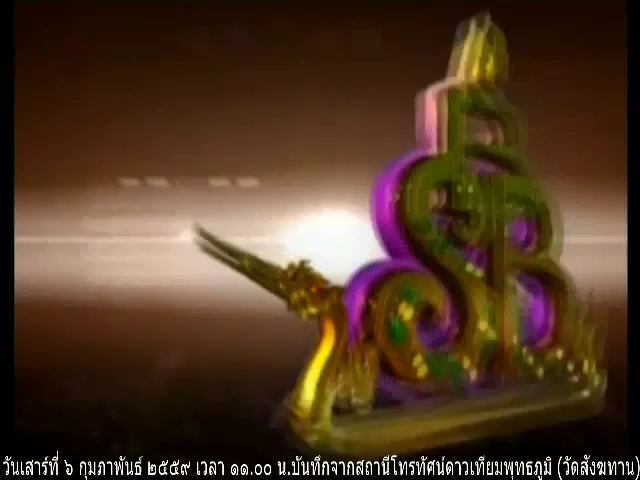 วันเสาร์ที่ ๖ กุมภาพันธ์ ๒๕๕๙ เวลา ๑๑.๐๐ น.บันทึกจากสถานีโทรทัศน์ดาวเทียมพุทธภูมิ (วัดสังฆทาน)